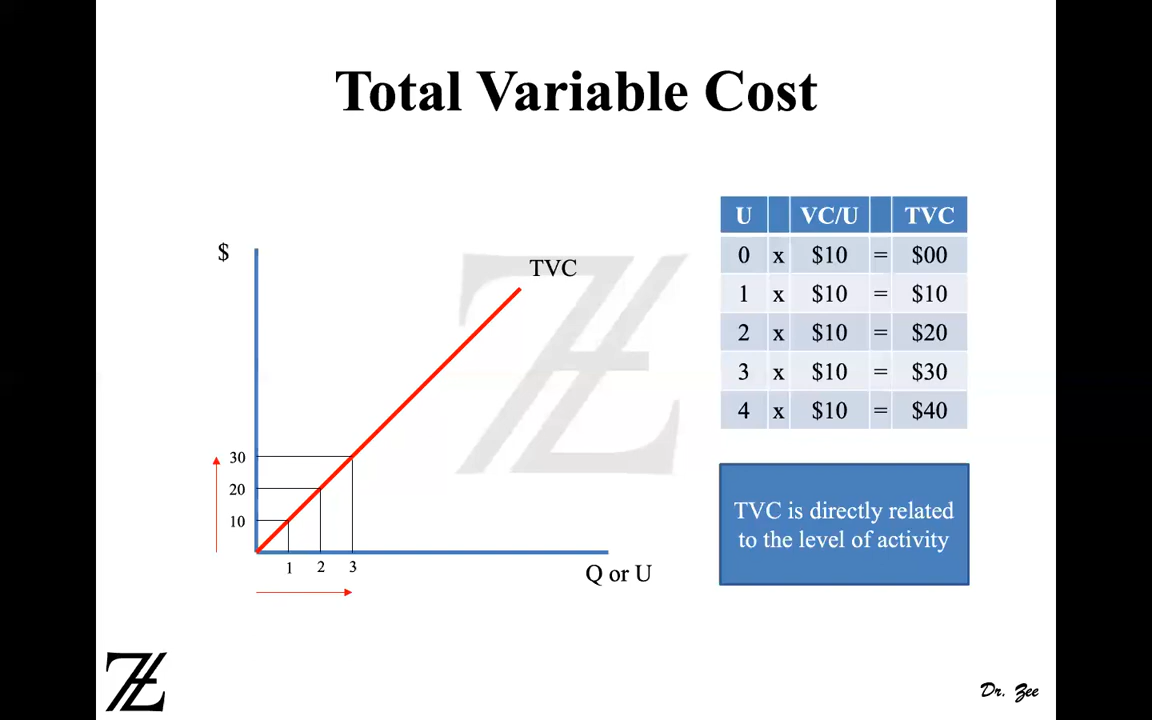 Total Variable Cost
$
TVC
30
20
10
1 2 3
Q or U
U VC/U TVC
0 x $10 = $00
1 x $10 = $10
2 x $10 = $20
3 x $10 = $30
4 x $10 = $40
TVC is directly related
to the level of activity
Dr. Zee